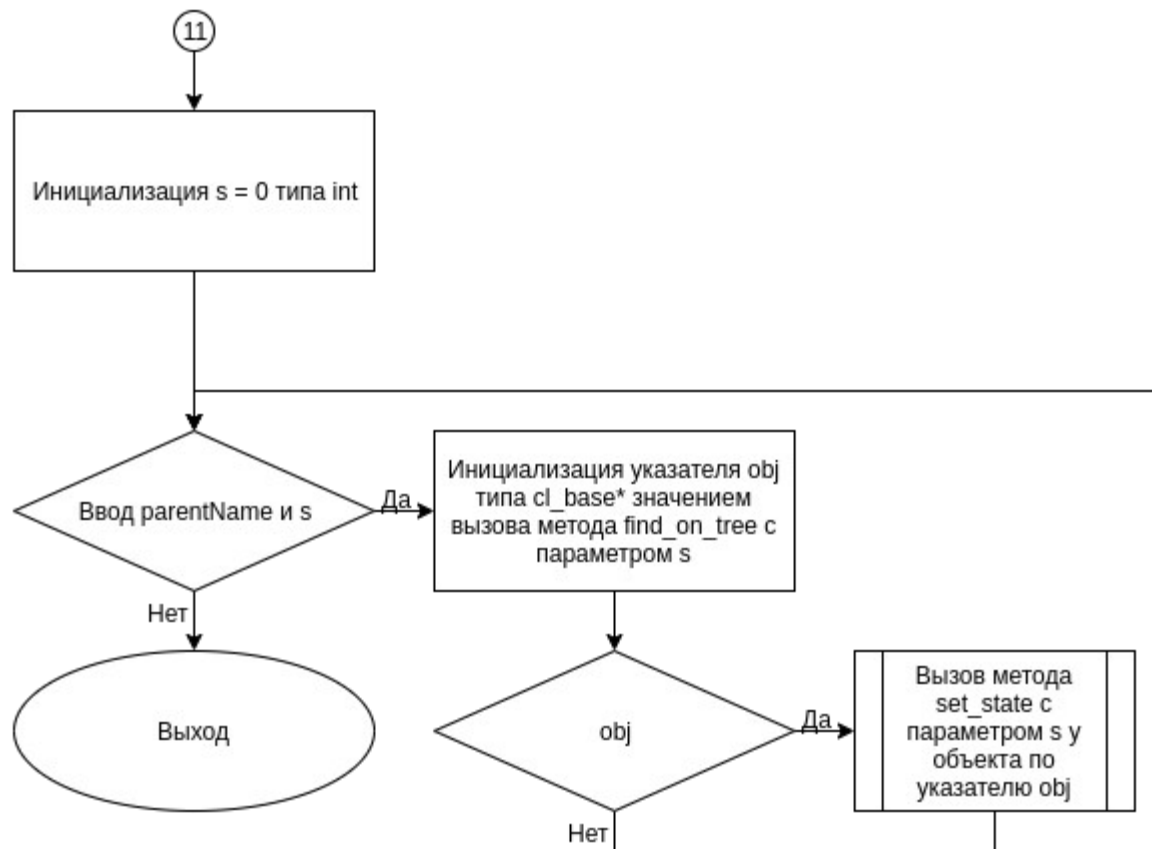 11
Инициализация s = 0 типа int
Ввод parentName и s
Да
Инициализация указателя obj
типа cl_base* значением
вызова метода find_on_tree с
параметром s
Нет
Выход
obj
Да
Вызов метода
set_state с
параметром s у
объекта по
указателю obj
Нет